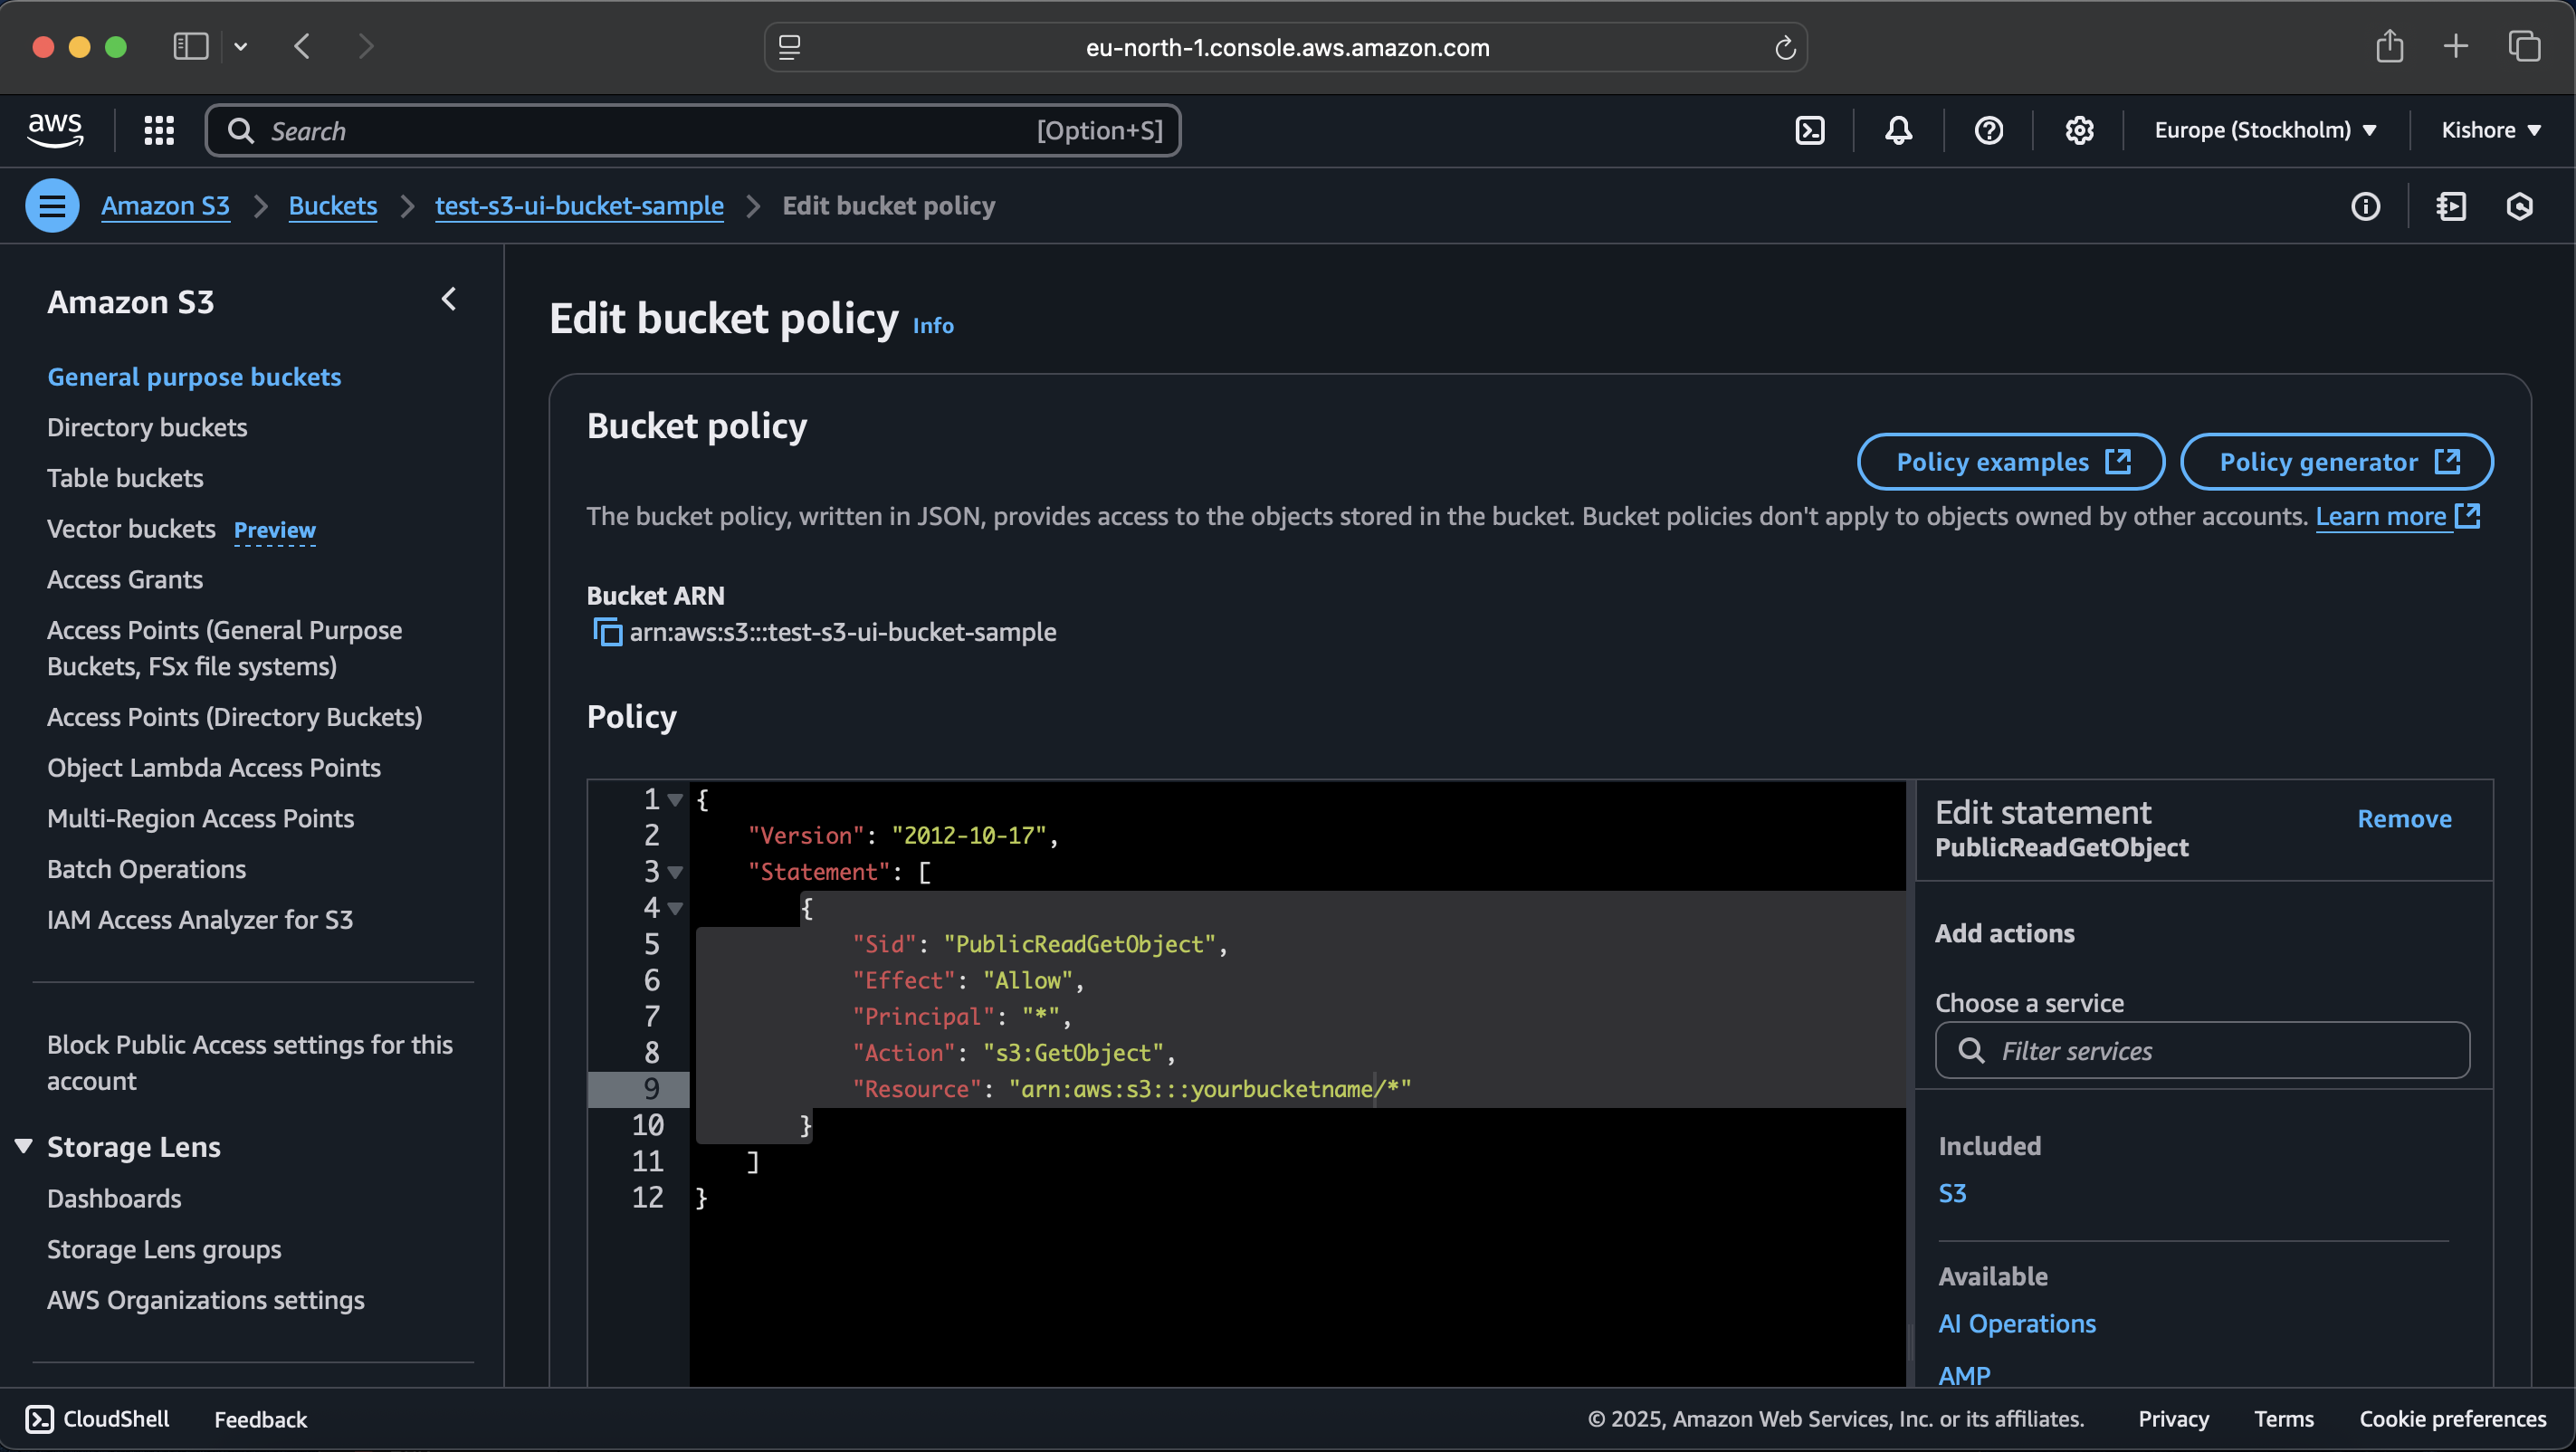 eu-north-1.console.aws.amazon.com
aws
Search
[Option+S]
Europe (Stockholm)
Kishore
Amazon S3
Buckets
test-s3-ui-bucket-sample
Edit bucket policy
Amazon S3
General purpose buckets
Directory buckets
Table buckets
Vector buckets Preview
Access Grants
Access Points (General Purpose
Buckets, FSx file systems)
Access Points (Directory Buckets)
Object Lambda Access Points
Multi-Region Access Points
Batch Operations
IAM Access Analyzer for S3
Block Public Access settings for this
account
Storage Lens
Dashboards
Storage Lens groups
AWS Organizations settings
Edit bucket policy Info
Bucket policy
Policy examples
Policy generator
The bucket policy, written in JSON, provides access to the objects stored in the bucket. Bucket policies don't apply to objects owned by other accounts. Learn more
Bucket ARN
arn:aws:s3:::test-s3-ui-bucket-sample
Policy
1 {
2 "Version": "2012-10-17",
3 "Statement": [
4 {
5 "Sid": "PublicReadGetObject",
6 "Effect": "Allow",
7 "Principal": "*",
8 "Action": "s3:GetObject",
9 "Resource": "arn:aws:s3:::yourbucketname/*"
10 }
11 ]
12 }
Edit statement
Remove
PublicReadGetObject
Add actions
Choose a service
Filter services
Included
S3
Available
AI Operations
AMP
CloudShell
Feedback
© 2025, Amazon Web Services, Inc. or its affiliates.
Privacy
Terms
Cookie preferences